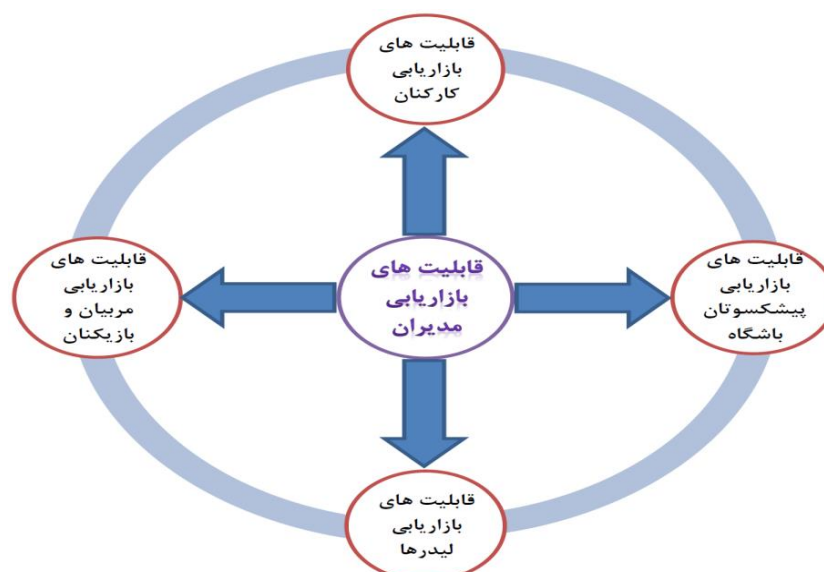 قابلیت های
بازاریابی
کارکنان
قابلیت های
بازاریابی
پیشکسوتان
باشگاه
قابلیت های
بازاریابی
مدیران
قابلیت های
بازاریابی
مربیان و
بازیکنان
قابلیت های
بازاریابی
لیدرها